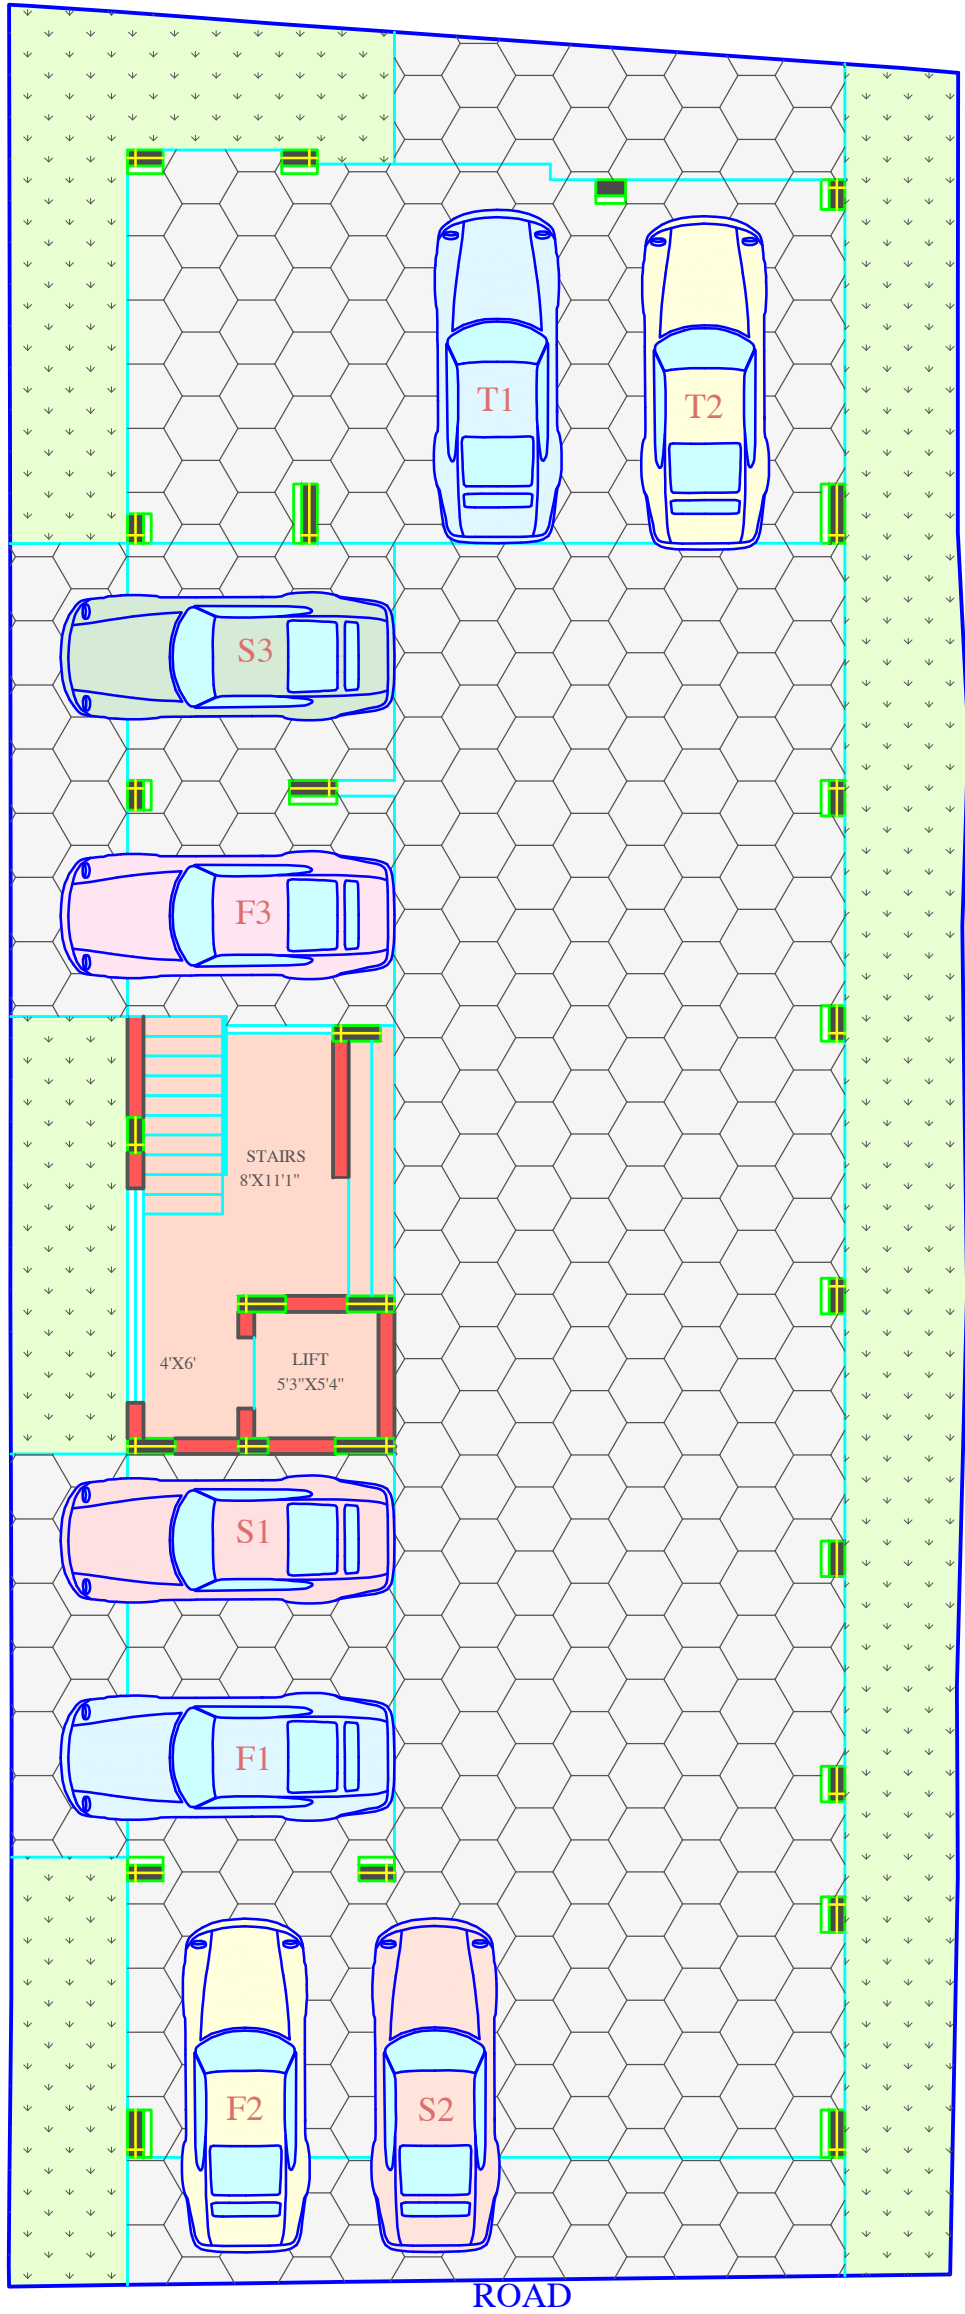 T1
T2
S3
F3
STAIRS
8'X11'1"
4'X6'
LIFT
5'3"X5'4"
S1
F1
F2
S2
ROAD